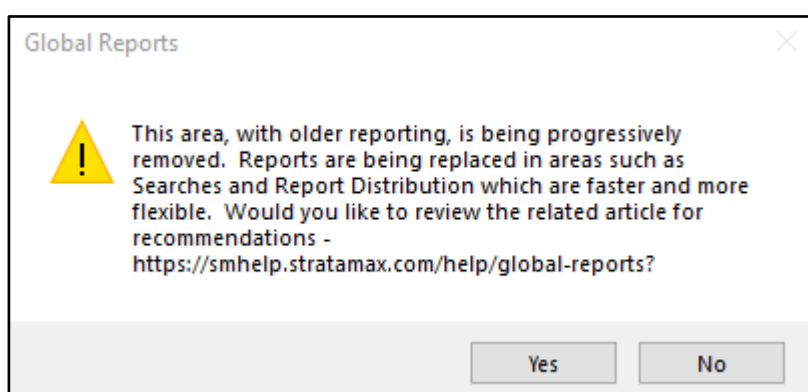 Global Reports
This area, with older reporting, is being progressively
removed.  Reports are being replaced in areas such as
Searches and Report Distribution which are faster and more
flexible.  Would you like to review the related article for
recommendations -
https://smhelp.stratamax.com/help/global-reports?
Yes
No